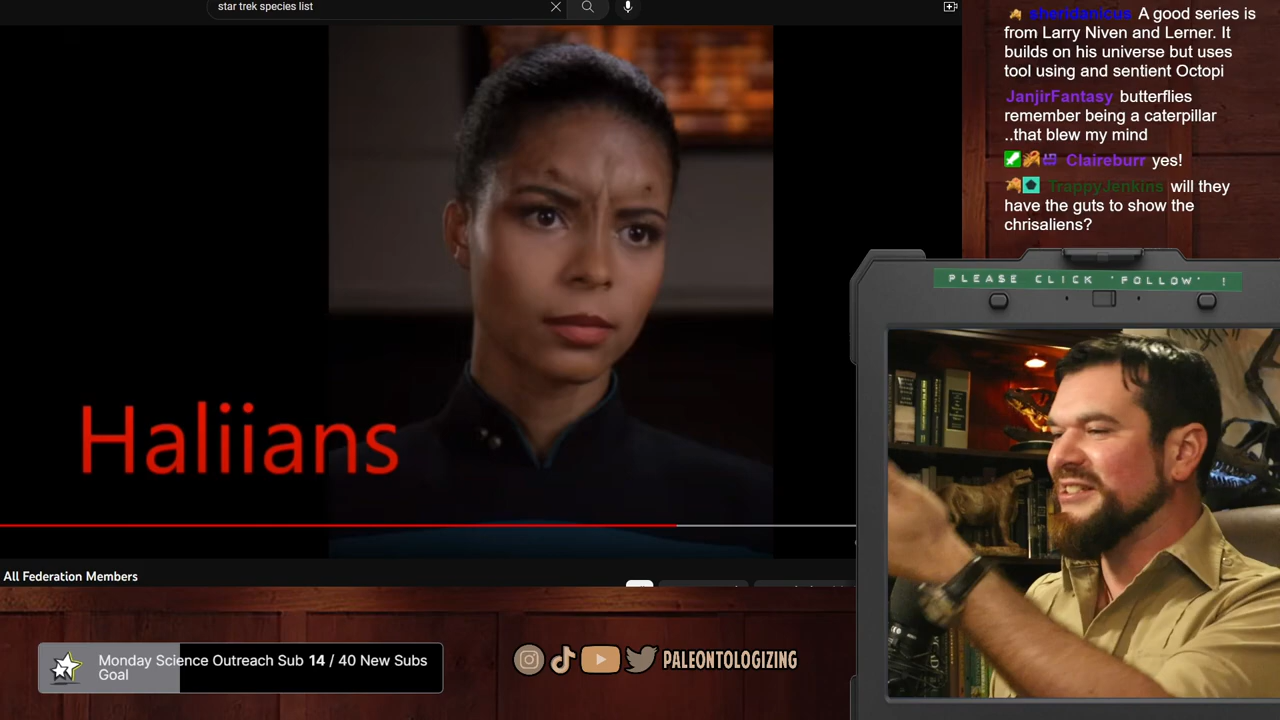 star trek species list
sheridanicus A good series is
from Larry Niven and Lerner. It
builds on his universe but uses
tool using and sentient Octopi
JanjirFantasy butterflies
remember being a caterpillar
..that blew my mind
Claireburr yes!
TrappyJenkins will they
have the guts to show the
chrisaliens?
PLEASE CLICK 'FOLLOW' !
Haliians
All Federation Members
Monday Science Outreach Sub 14 / 40 New Subs
Goal
PALEONTOLOGIZING